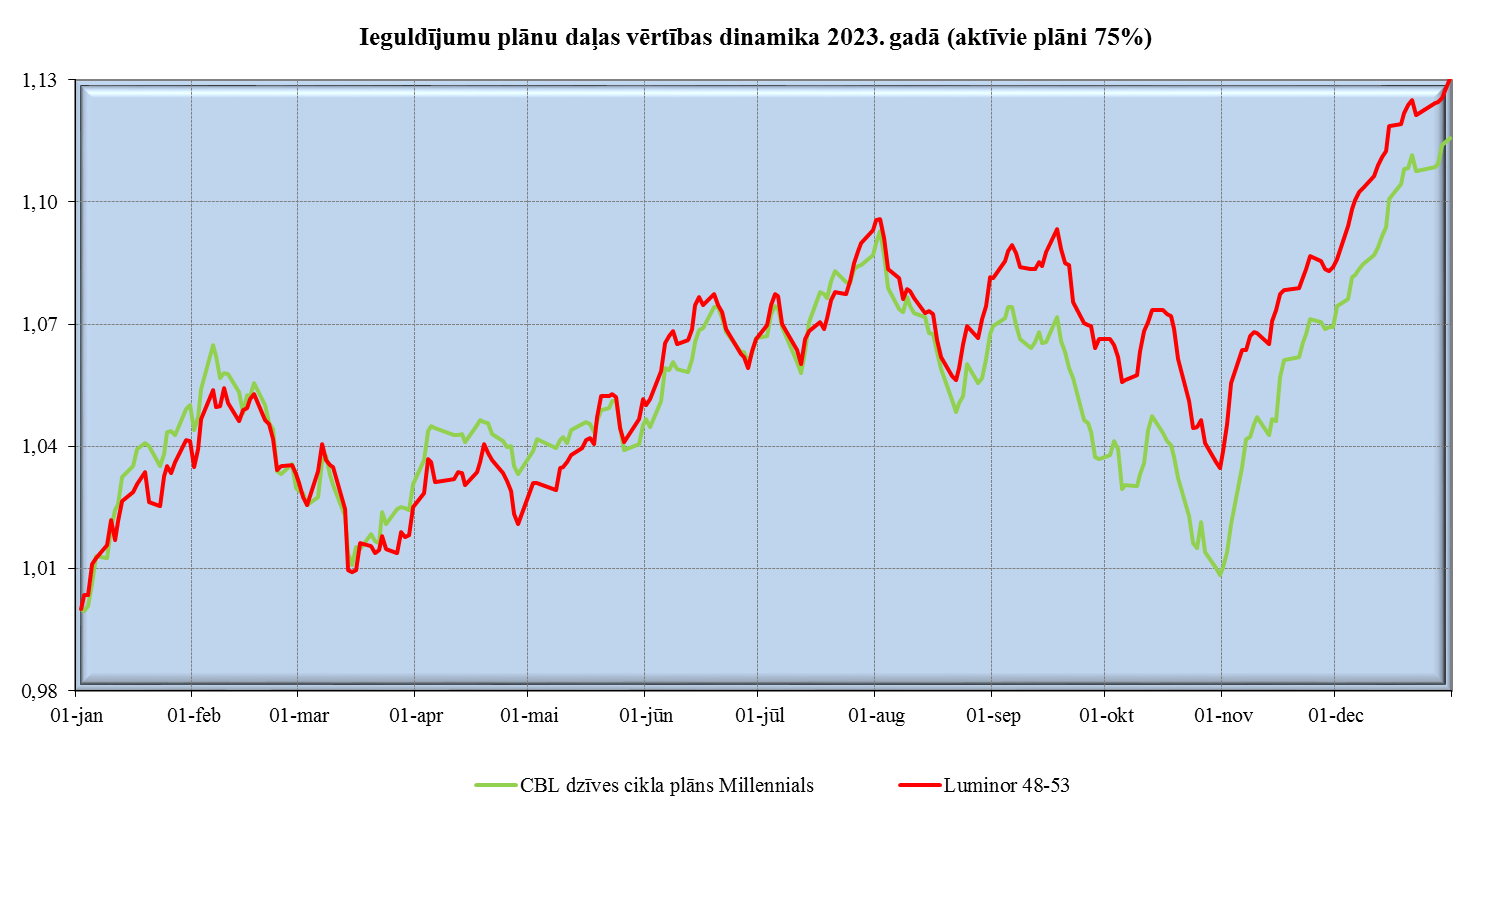 Ieguldījumu plānu daļas vērtības dinamika 2023. gadā (aktīvie plāni 75%)
1,13
1,10
1,07
1,04
1,01
0,98
01-jan 01-feb 01-mar 01-apr 01-mai 01-jūn 01-jūl 01-aug 01-sep 01-okt 01-nov 01-dec
CBL dzīves cikla plāns Millennials Luminor 48-53